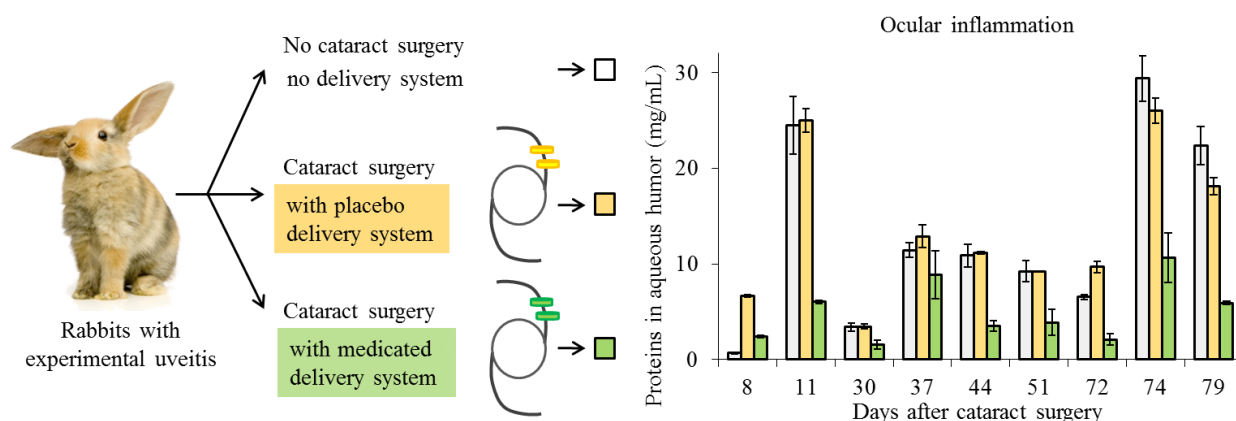 No cataract surgery
no delivery system
Cataract surgery
with placebo
delivery system
Cataract surgery
with medicated
delivery system
Rabbits with
experimental uveitis
Ocular inflammation
Proteins in aqueous humor (mg/mL)
30
20
10
0
8 11 30 37 44 51 72 74 79
Days after cataract surgery